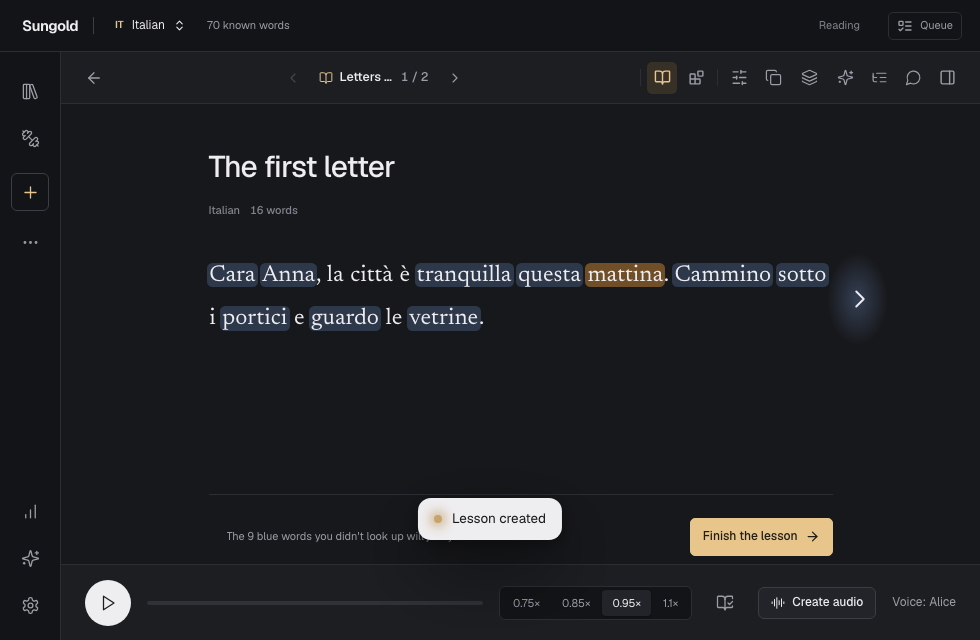 Sungold
IT Italian
70 known words
Reading
Queue
Letters ... 1 / 2
The first letter
Italian 16 words
Cara Anna, la città è tranquilla questa mattina. Cammino sotto
i portici e guardo le vetrine.
Lesson created
The 9 blue words you didn't look up
Finish the lesson
0.75× 0.85× 0.95× 1.1×
Create audio
Voice: Alice